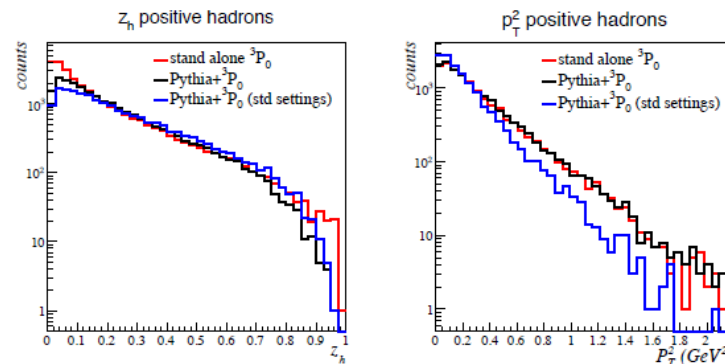 z_h positive hadrons
counts
stand alone ³P₀
Pythia+³P₀
Pythia+³P₀ (std settings)
10³
10²
10
1
0 0.1 0.2 0.3 0.4 0.5 0.6 0.7 0.8 0.9 1
z_h
p_T² positive hadrons
counts
stand alone ³P₀
Pythia+³P₀
Pythia+³P₀ (std settings)
10³
10²
10
1
0 0.2 0.4 0.6 0.8 1 1.2 1.4 1.6 1.8 2
P_T² (GeV²